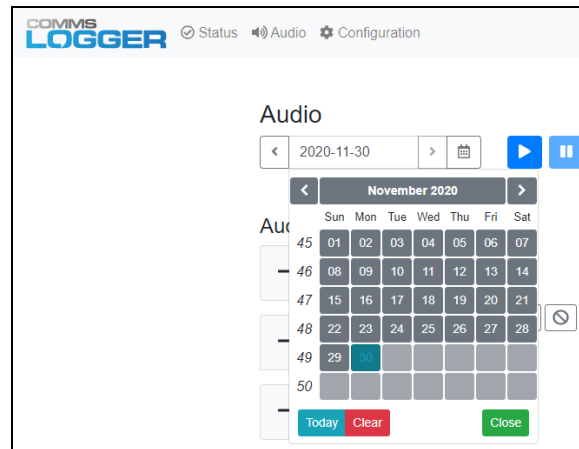 COMMS
LOGGER
Status Audio Configuration
Audio
2020-11-30
November 2020
Sun Mon Tue Wed Thu Fri Sat
45 01 02 03 04 05 06 07
46 08 09 10 11 12 13 14
47 15 16 17 18 19 20 21
48 22 23 24 25 26 27 28
49 29 30
50
Today Clear Close